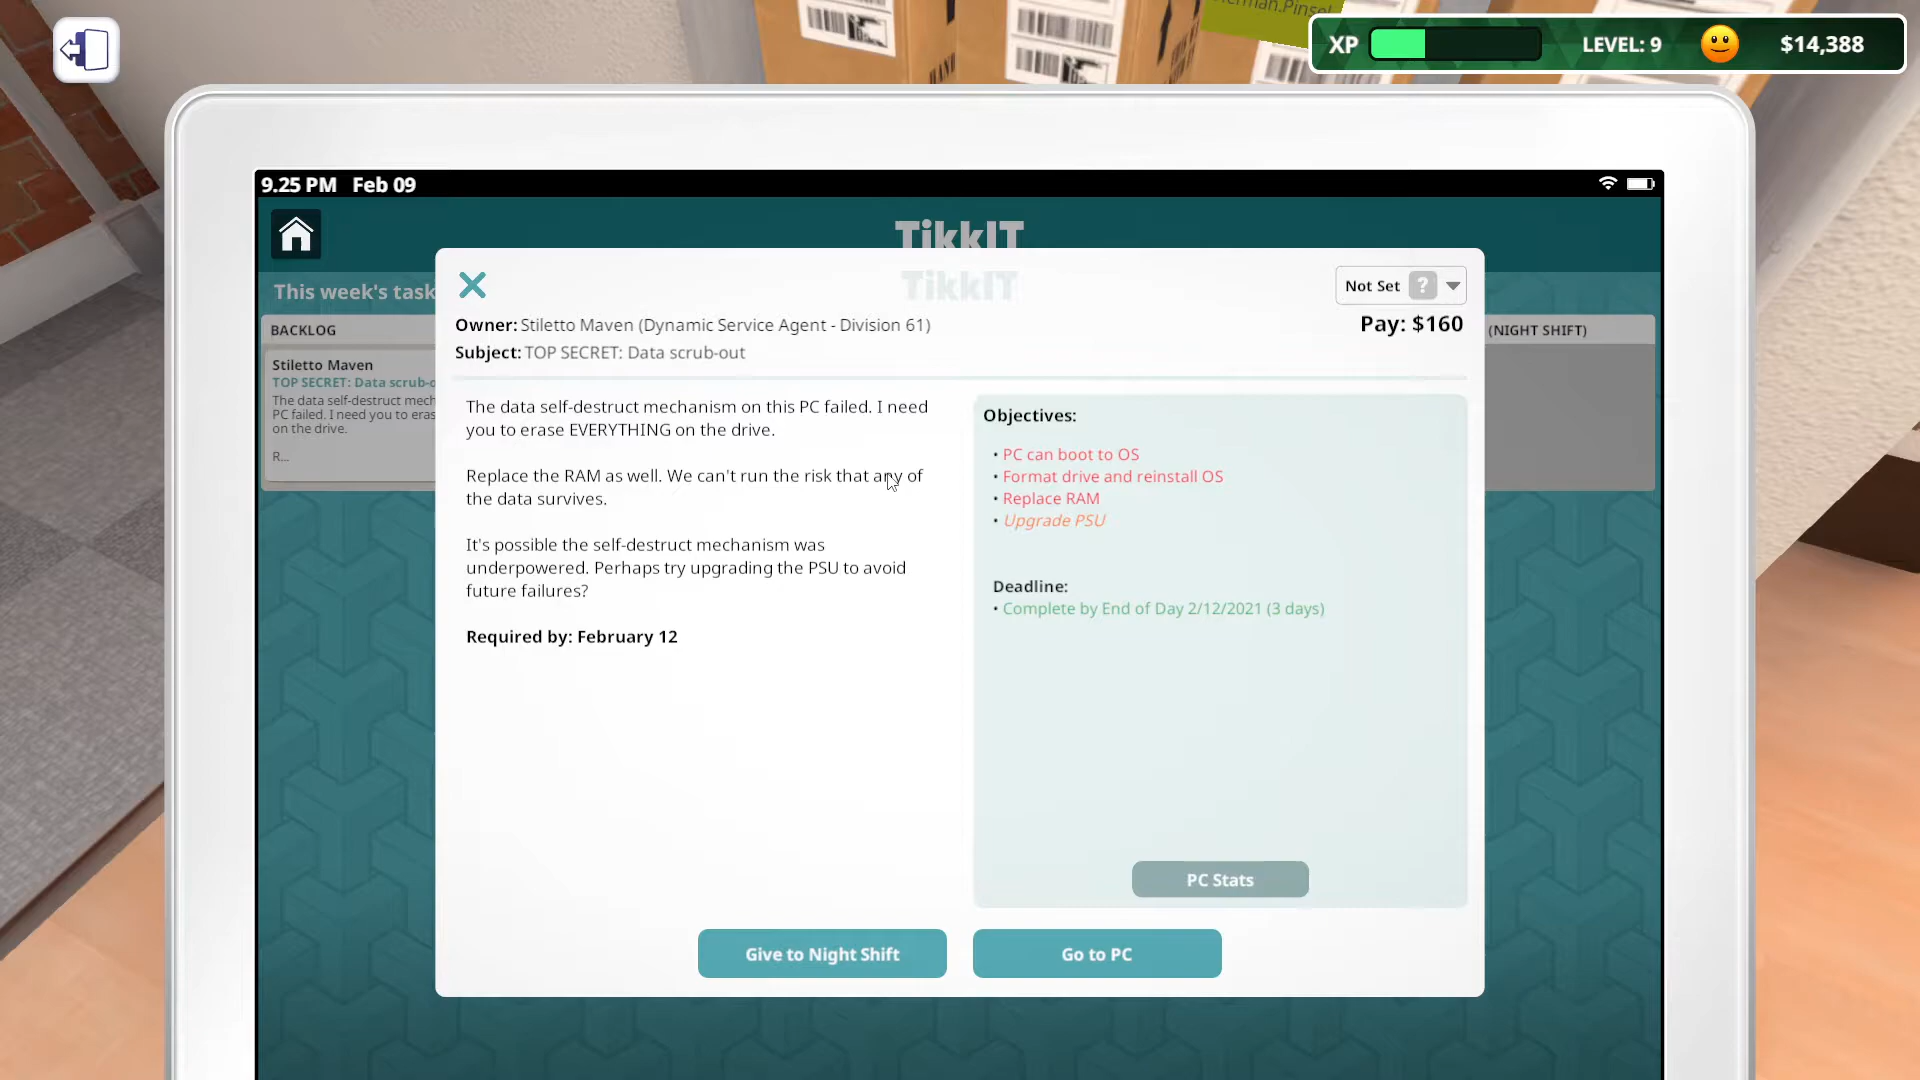 XP LEVEL: 9 $14,388
9.25 PM Feb 09
TikkIT
This week's task
TikkIT
Not Set ?
BACKLOG
Owner: Stiletto Maven (Dynamic Service Agent - Division 61)
Pay: $160
(NIGHT SHIFT)
Subject: TOP SECRET: Data scrub-out
Stiletto Maven
TOP SECRET: Data scrub-o
The data self-destruct mech
PC failed. I need you to eras
on the drive.
R...
The data self-destruct mechanism on this PC failed. I need
you to erase EVERYTHING on the drive.
Replace the RAM as well. We can't run the risk that any of
the data survives.
It's possible the self-destruct mechanism was
underpowered. Perhaps try upgrading the PSU to avoid
future failures?
Required by: February 12
Objectives:
• PC can boot to OS
• Format drive and reinstall OS
• Replace RAM
• Upgrade PSU
Deadline:
• Complete by End of Day 2/12/2021 (3 days)
PC Stats
Give to Night Shift
Go to PC